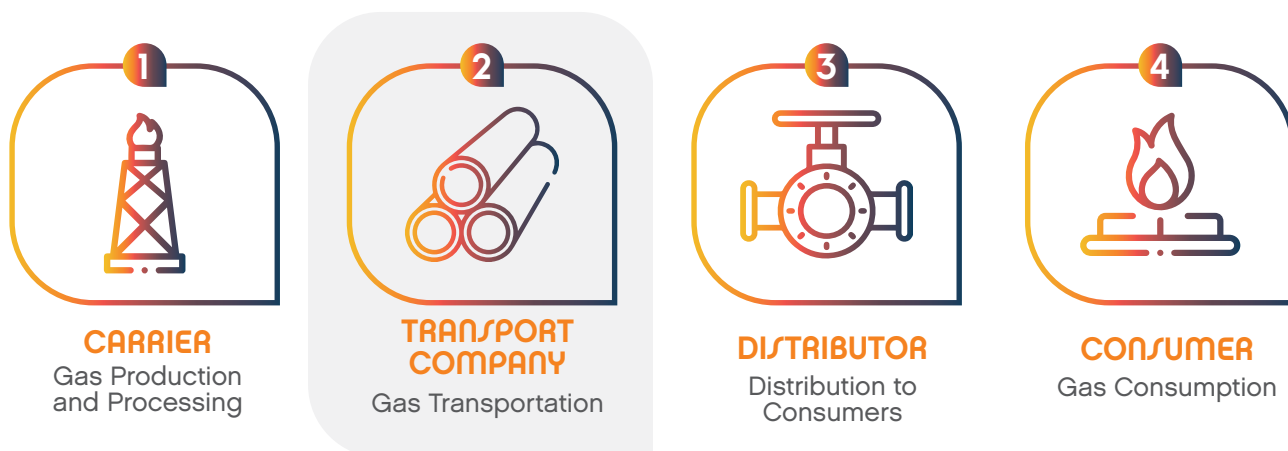 1
CARRIER
Gas Production
and Processing
2
TRANSPORT
COMPANY
Gas Transportation
3
DISTRIBUTOR
Distribution to
Consumers
4
CONSUMER
Gas Consumption